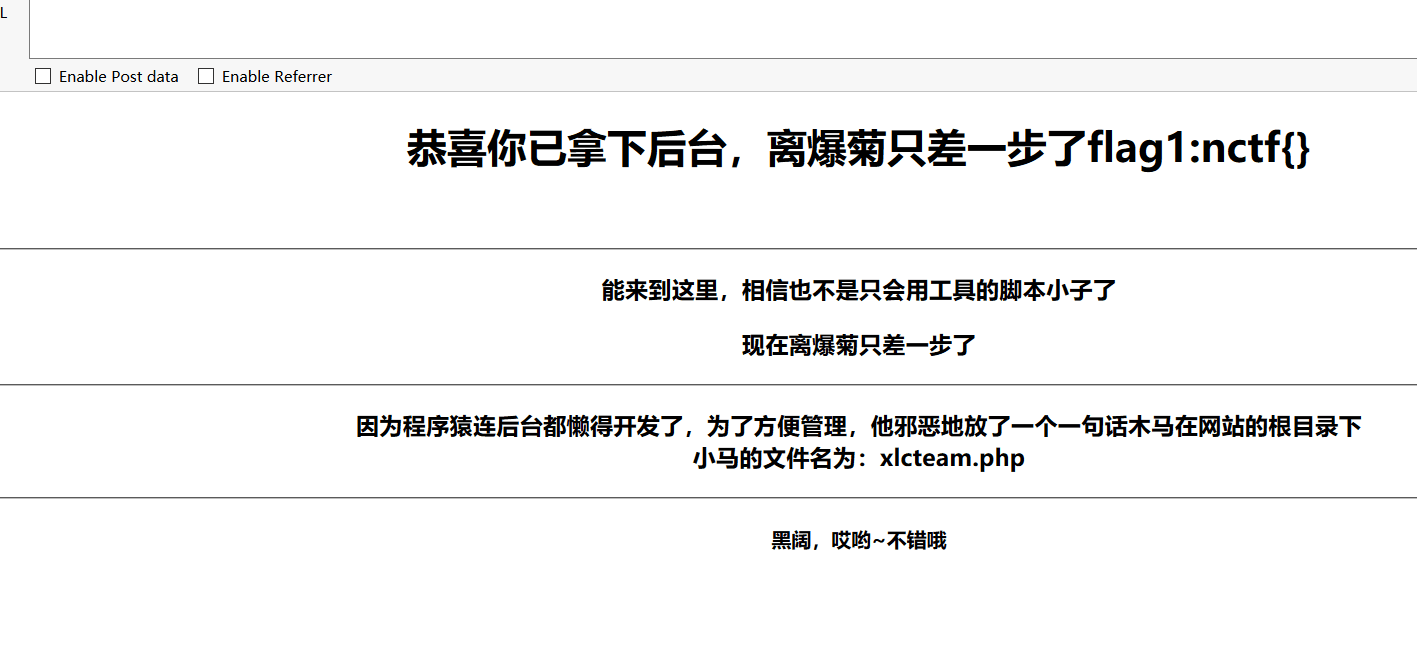 L
Enable Post data Enable Referrer
恭喜你已拿下后台，离爆菊只差一步了flag1:nctf{}
能来到这里，相信也不是只会用工具的脚本小子了
现在离爆菊只差一步了
因为程序猿连后台都懒得开发了，为了方便管理，他邪恶地放了一个一句话木马在网站的根目录下
小马的文件名为：xlcteam.php
黑阔，哎哟~不错哦